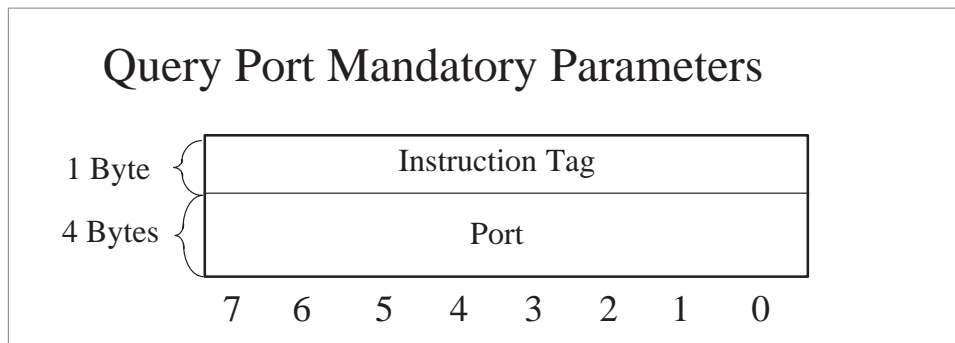 Query Port Mandatory Parameters
1 Byte
Instruction Tag
4 Bytes
Port
7 6 5 4 3 2 1 0